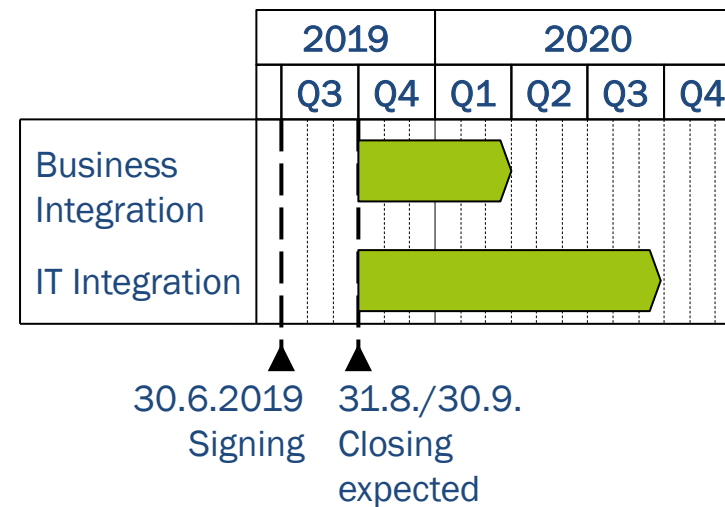 2019 2020
Q3 Q4 Q1 Q2 Q3 Q4
Business
Integration
IT Integration
30.6.2019 31.8./30.9.
Signing Closing
expected